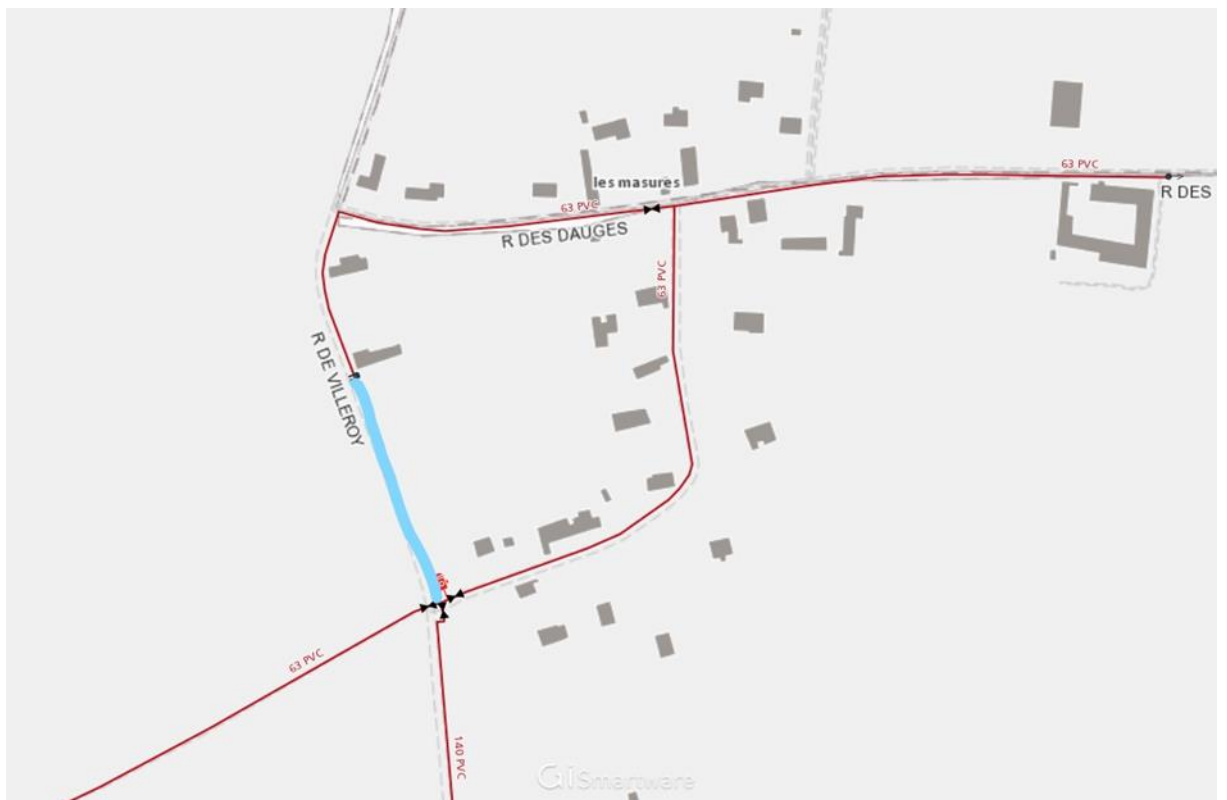 63 PVC
R DES
les masures
63 PVC
R DES DAUGES
63 PVC
R DE VILLEROY
63 PVC
140 PVC
GiSmartware